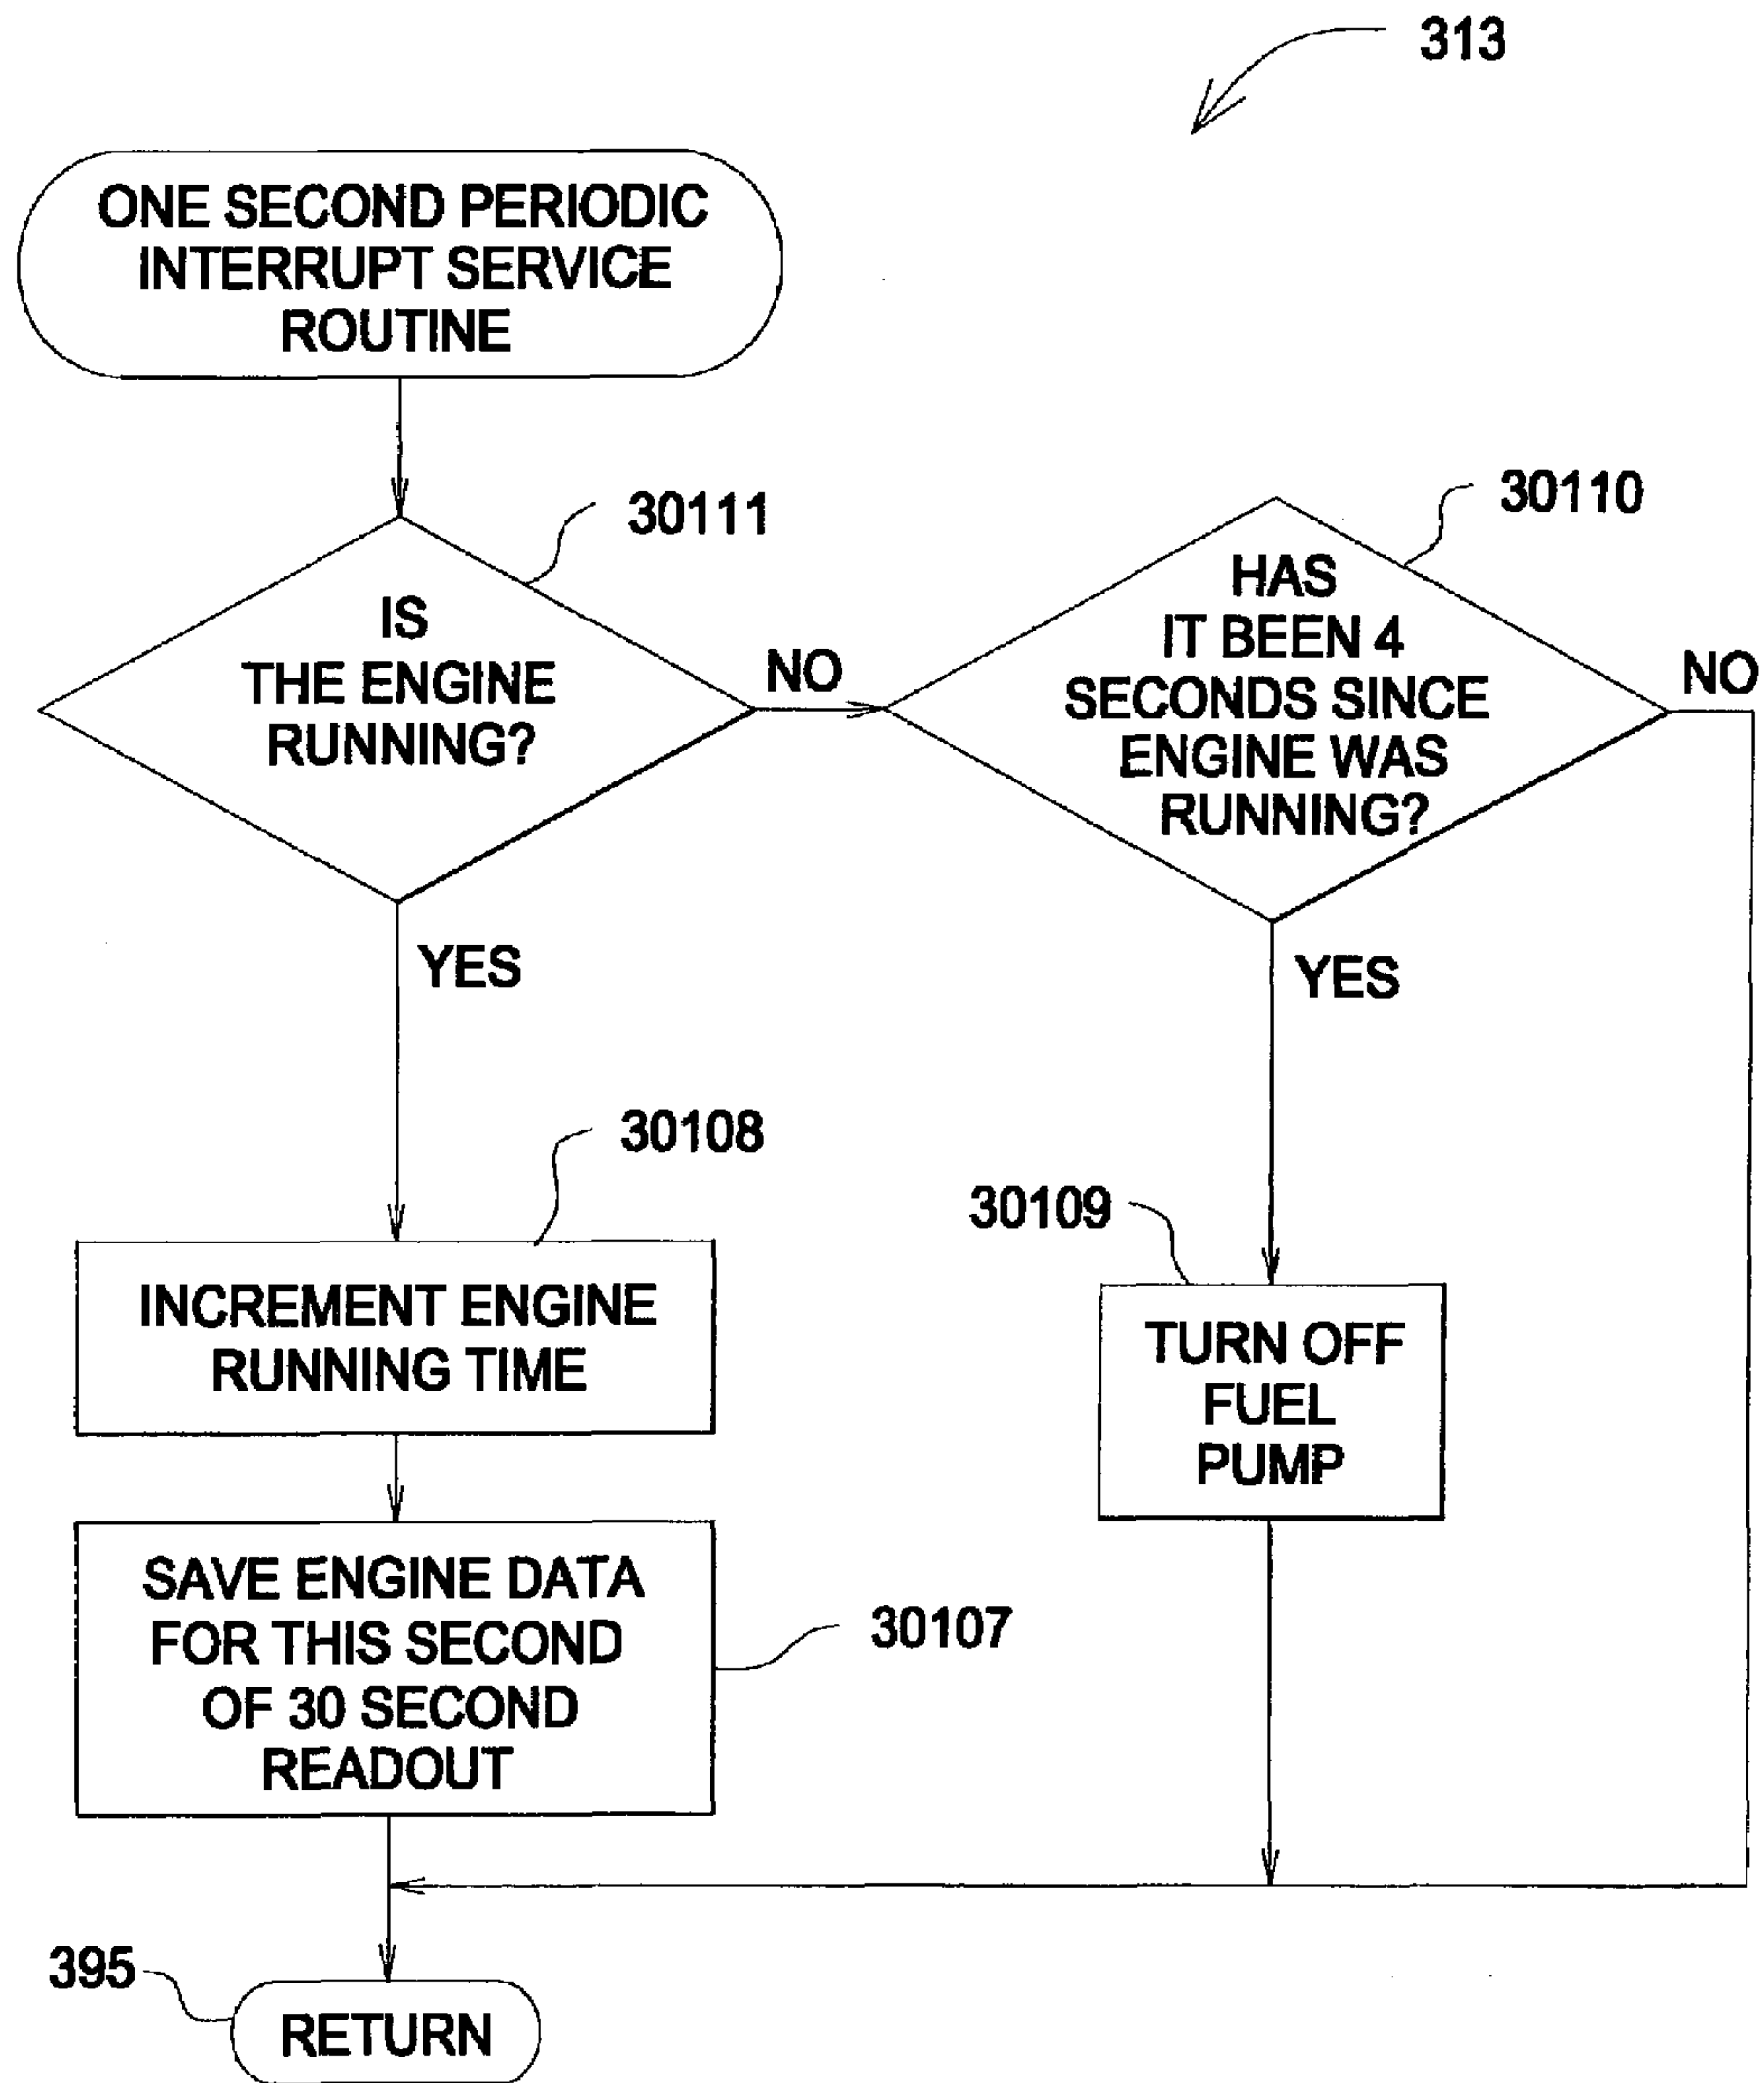 313
ONE SECOND PERIODIC
INTERRUPT SERVICE
ROUTINE
30111
IS
THE ENGINE
RUNNING?
NO
YES
30110
HAS
IT BEEN 4
SECONDS SINCE
ENGINE WAS
RUNNING?
NO
YES
30108
INCREMENT ENGINE
RUNNING TIME
30109
TURN OFF
FUEL
PUMP
SAVE ENGINE DATA
FOR THIS SECOND
OF 30 SECOND
READOUT
30107
395
RETURN